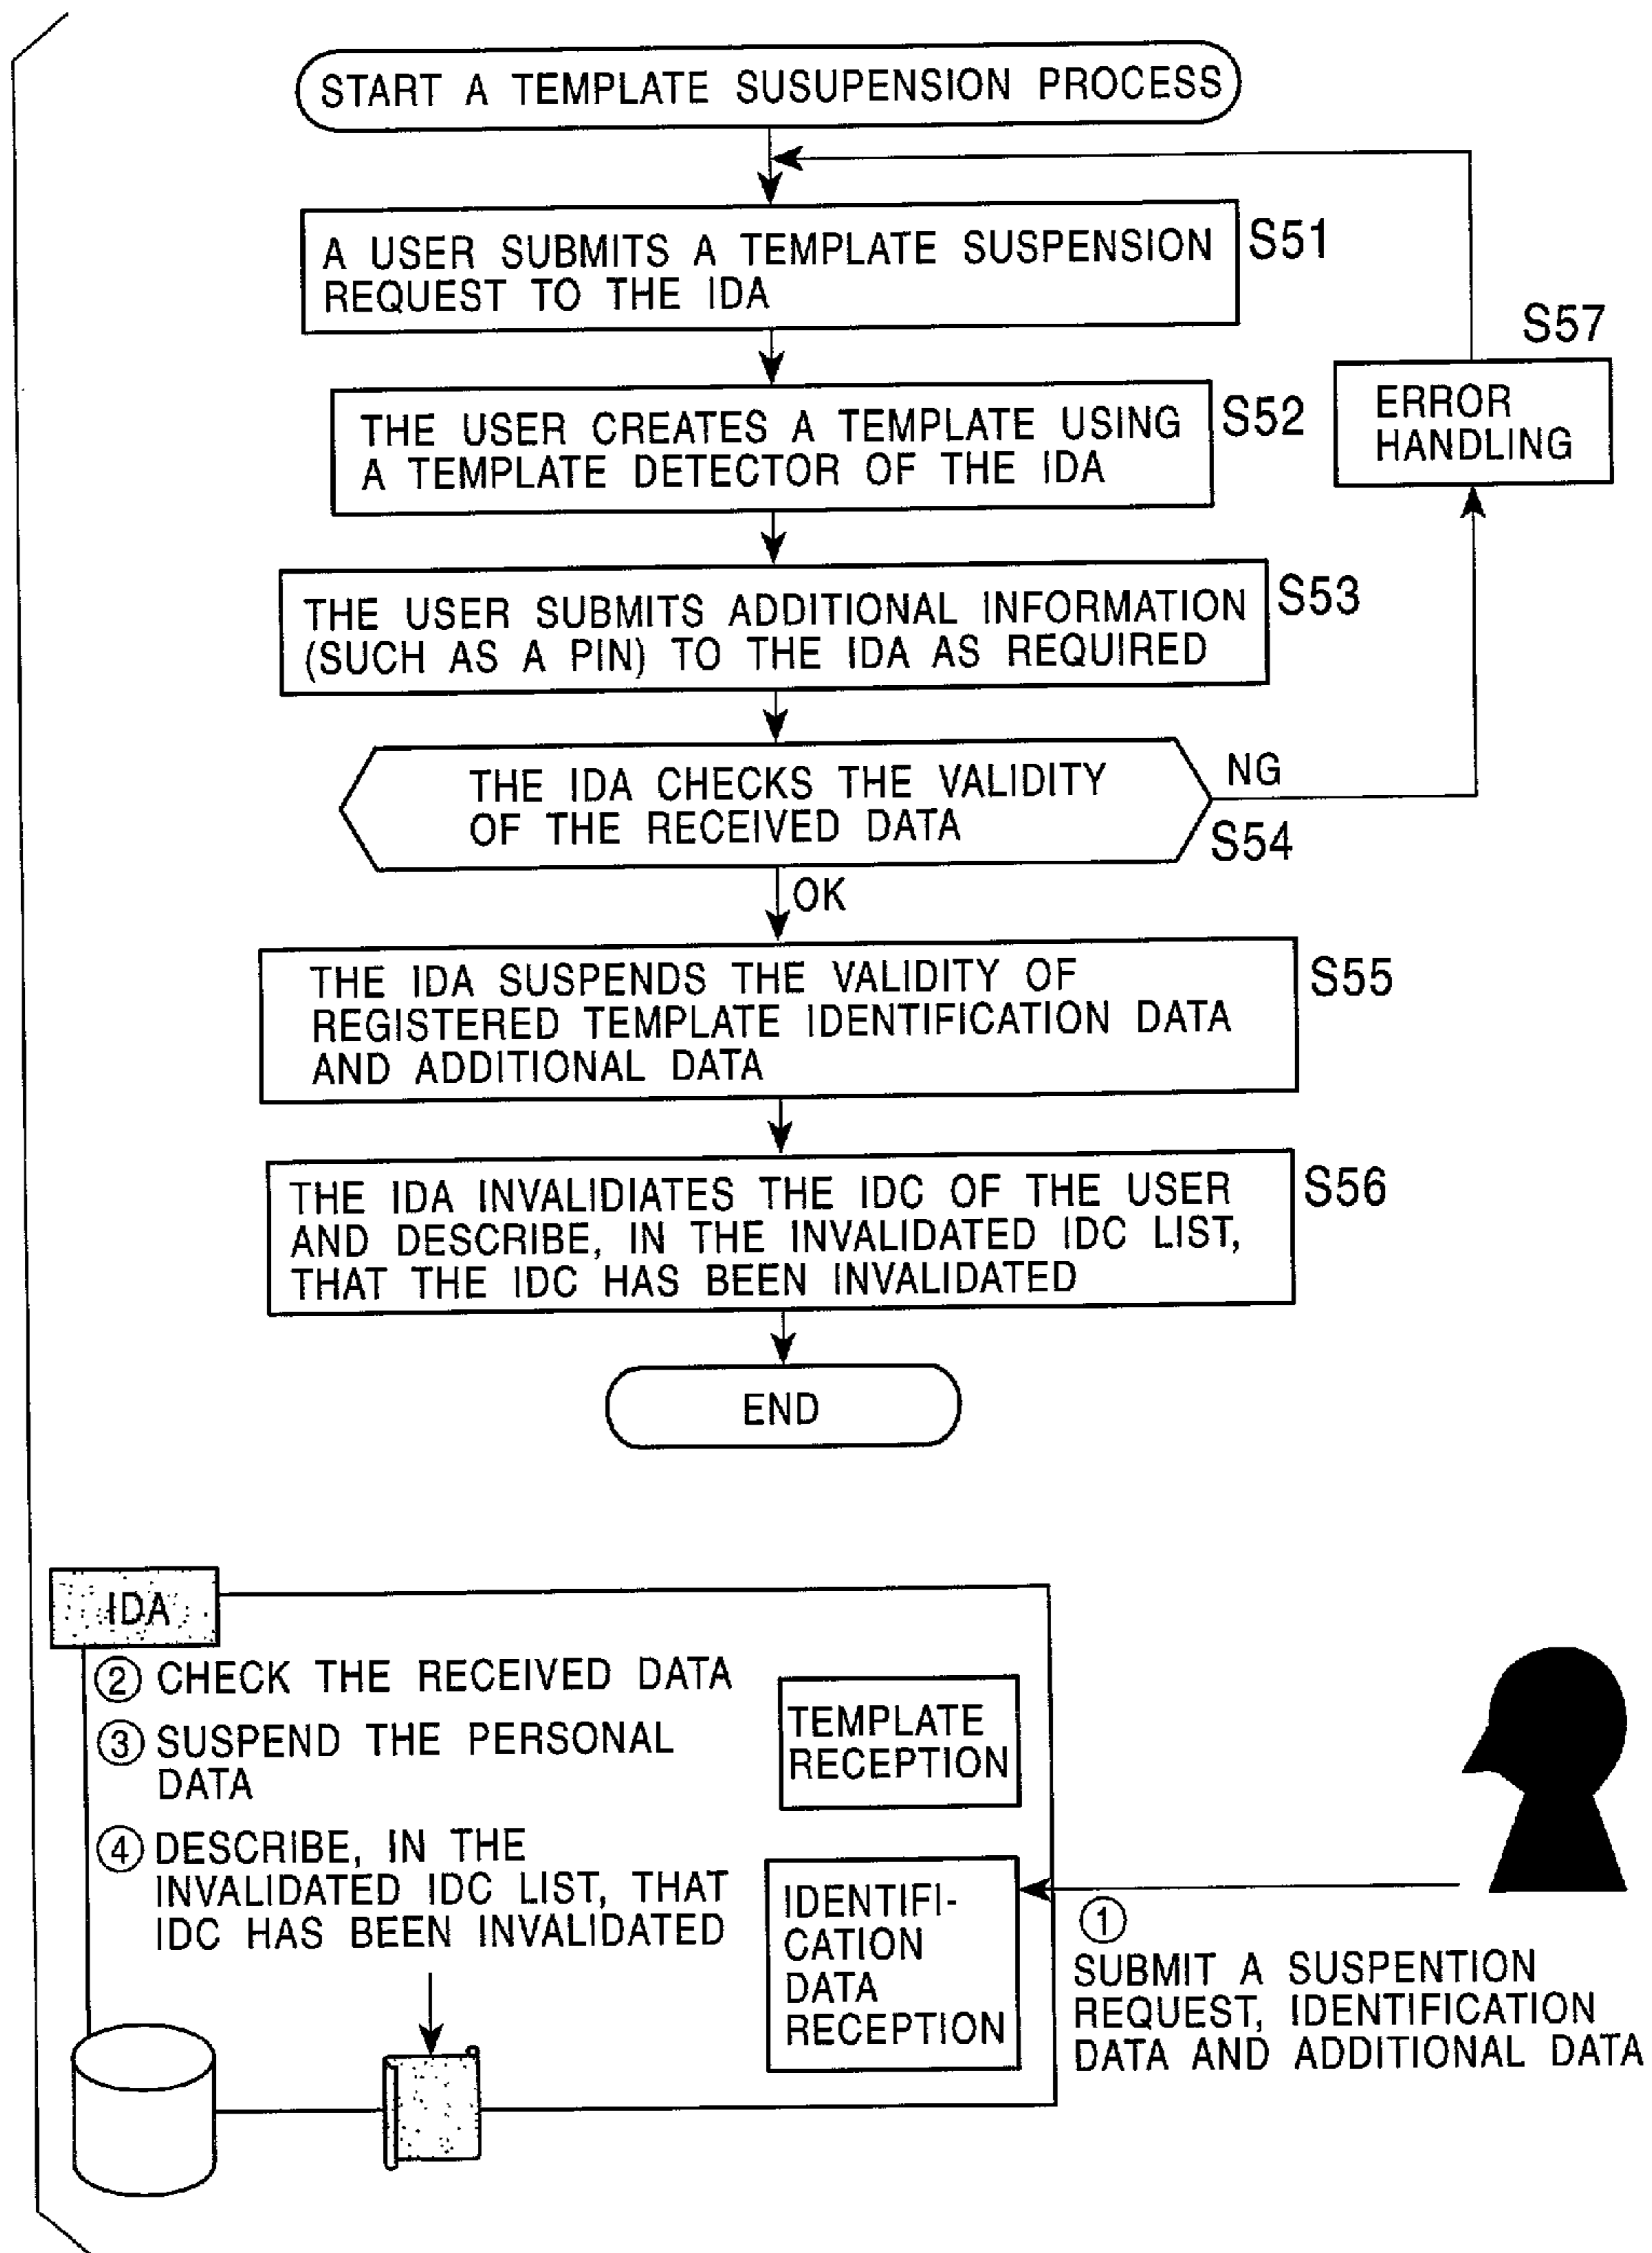 START A TEMPLATE SUSUPENSION PROCESS
A USER SUBMITS A TEMPLATE SUSPENSION
REQUEST TO THE IDA
S51
S57
ERROR
HANDLING
THE USER CREATES A TEMPLATE USING
A TEMPLATE DETECTOR OF THE IDA
S52
THE USER SUBMITS ADDITIONAL INFORMATION
(SUCH AS A PIN) TO THE IDA AS REQUIRED
S53
THE IDA CHECKS THE VALIDITY
OF THE RECEIVED DATA
NG
S54
OK
THE IDA SUSPENDS THE VALIDITY OF
REGISTERED TEMPLATE IDENTIFICATION DATA
AND ADDITIONAL DATA
S55
THE IDA INVALIDIATES THE IDC OF THE USER
AND DESCRIBE, IN THE INVALIDATED IDC LIST,
THAT THE IDC HAS BEEN INVALIDATED
S56
END
IDA
② CHECK THE RECEIVED DATA
③ SUSPEND THE PERSONAL
DATA
④ DESCRIBE, IN THE
INVALIDATED IDC LIST, THAT
IDC HAS BEEN INVALIDATED
TEMPLATE
RECEPTION
IDENTIFI-
CATION
DATA
RECEPTION
①
SUBMIT A SUSPENTION
REQUEST, IDENTIFICATION
DATA AND ADDITIONAL DATA